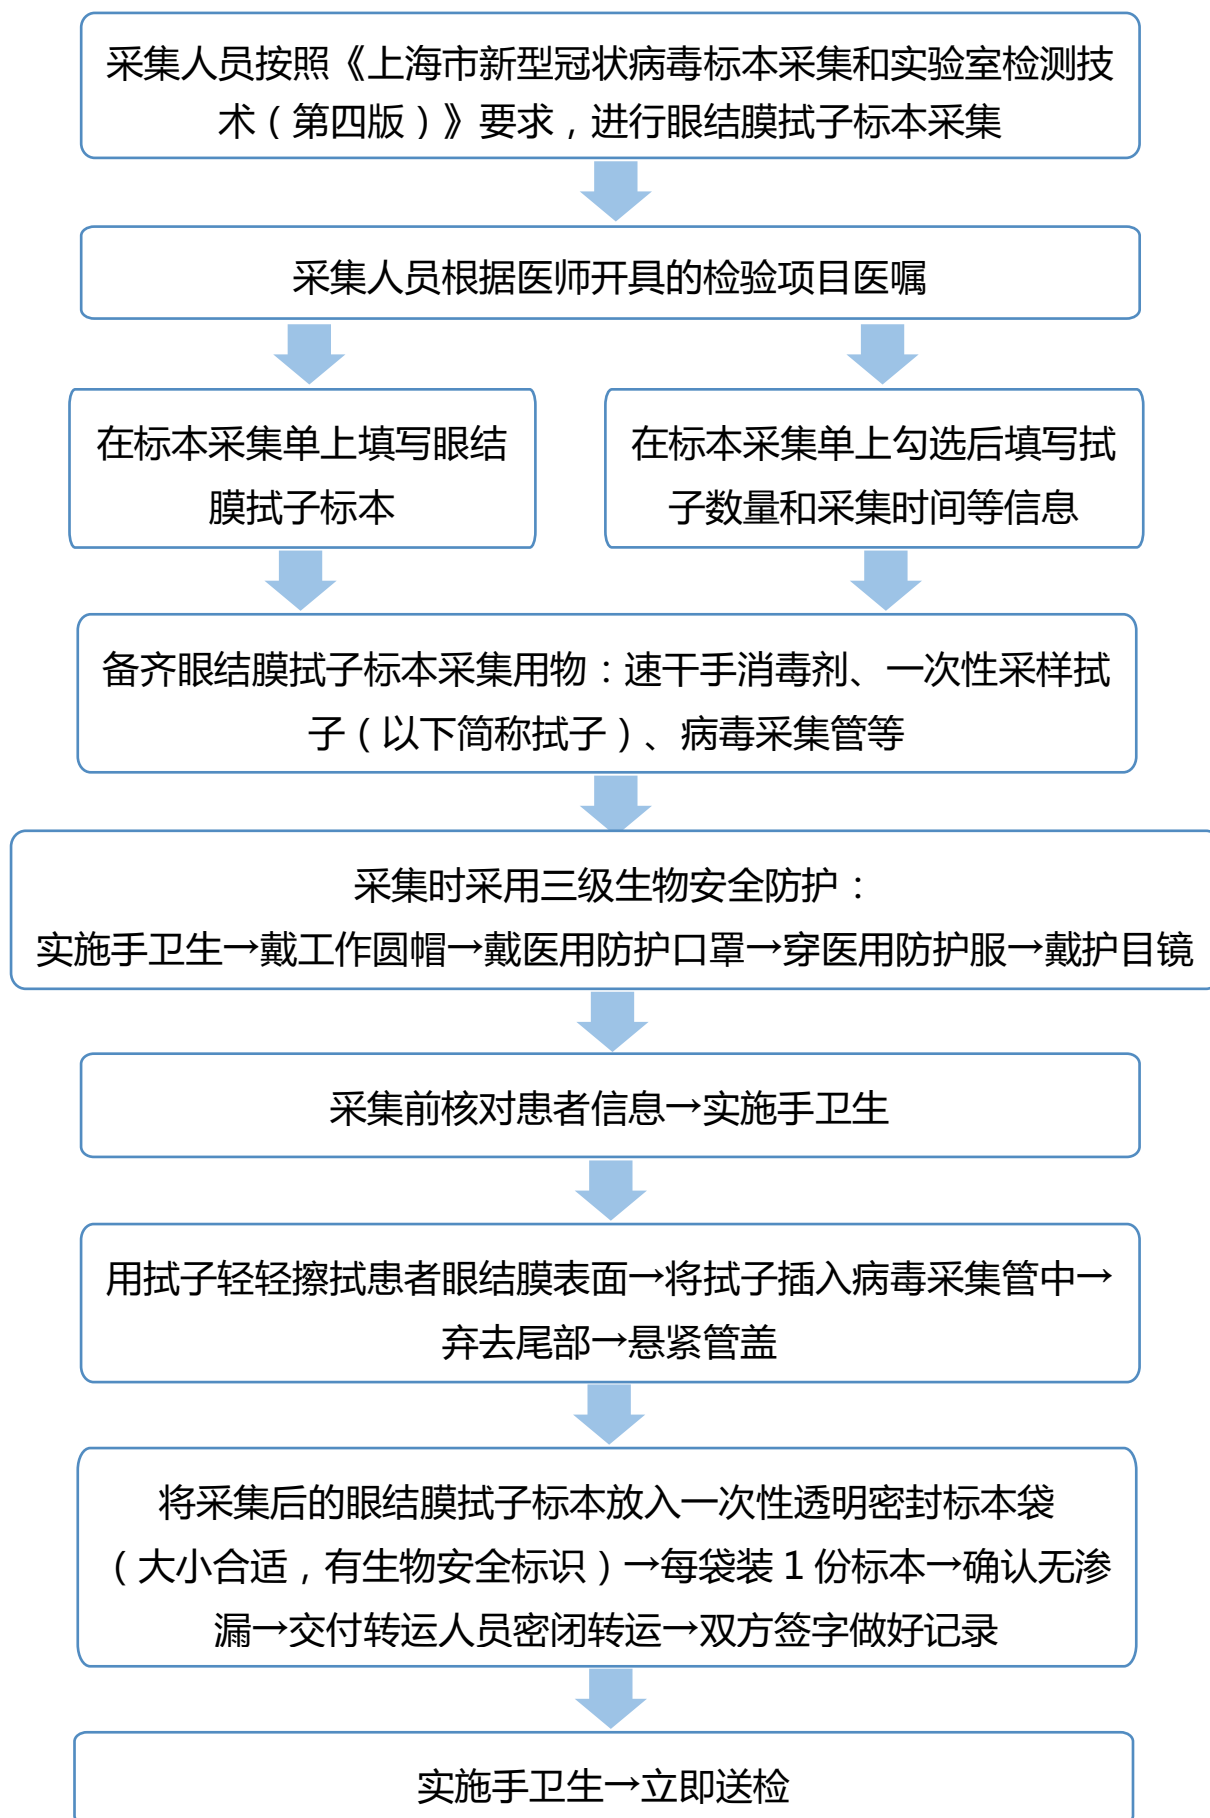 采集人员按照《上海市新型冠状病毒标本采集和实验室检测技
术（第四版）》要求，进行眼结膜拭子标本采集
采集人员根据医师开具的检验项目医嘱
在标本采集单上填写眼结
膜拭子标本
在标本采集单上勾选后填写拭
子数量和采集时间等信息
备齐眼结膜拭子标本采集用物：速干手消毒剂、一次性采样拭
子（以下简称拭子）、病毒采集管等
采集时采用三级生物安全防护：
实施手卫生→戴工作圆帽→戴医用防护口罩→穿医用防护服→戴护目镜
采集前核对患者信息→实施手卫生
用拭子轻轻擦拭患者眼结膜表面→将拭子插入病毒采集管中→
弃去尾部→悬紧管盖
将采集后的眼结膜拭子标本放入一次性透明密封标本袋
（大小合适，有生物安全标识）→每袋装 1 份标本→确认无渗
漏→交付转运人员密闭转运→双方签字做好记录
实施手卫生→立即送检